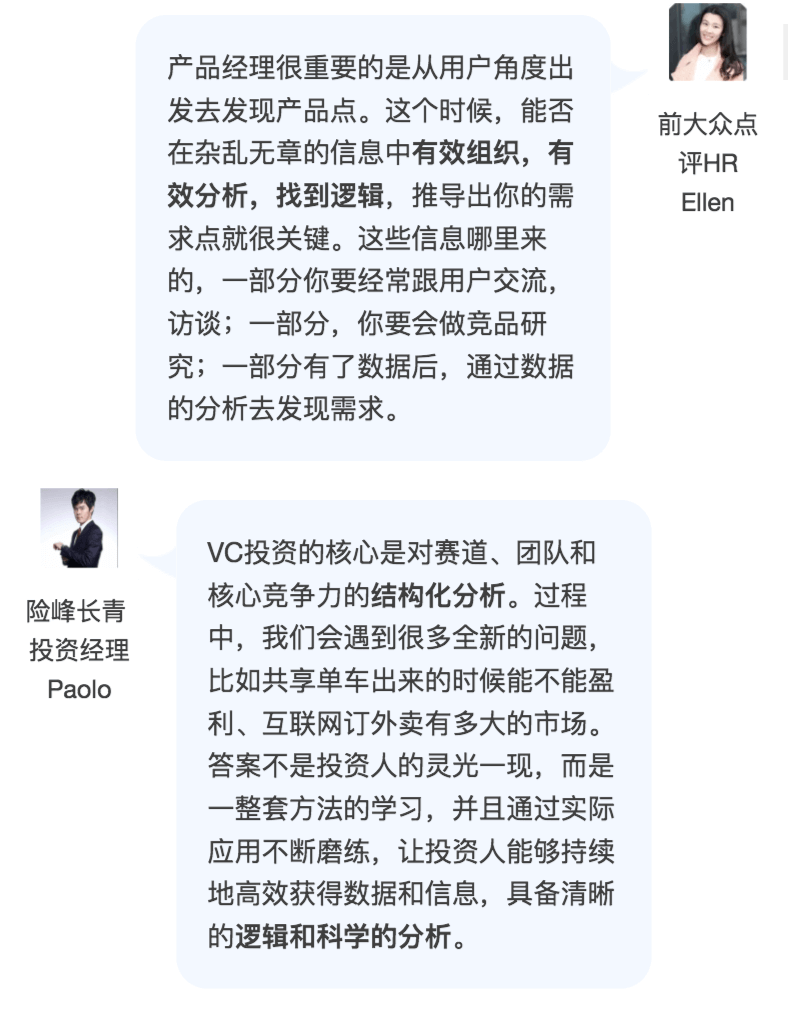 产品经理很重要的是从用户角度出
发去发现产品点。这个时候，能否
在杂乱无章的信息中有效组织，有
效分析，找到逻辑，推导出你的需
求点就很关键。这些信息哪里来
的，一部分你要经常跟用户交流，
访谈；一部分，你要会做竞品研
究；一部分有了数据后，通过数据
的分析去发现需求。
前大众点
评HR
Ellen
险峰长青
投资经理
Paolo
VC投资的核心是对赛道、团队和
核心竞争力的结构化分析。过程
中，我们会遇到很多全新的问题，
比如共享单车出来的时候能不能盈
利、互联网订外卖有多大的市场。
答案不是投资人的灵光一现，而是
一整套方法的学习，并且通过实际
应用不断磨练，让投资人能够持续
地高效获得数据和信息，具备清晰
的逻辑和科学的分析。